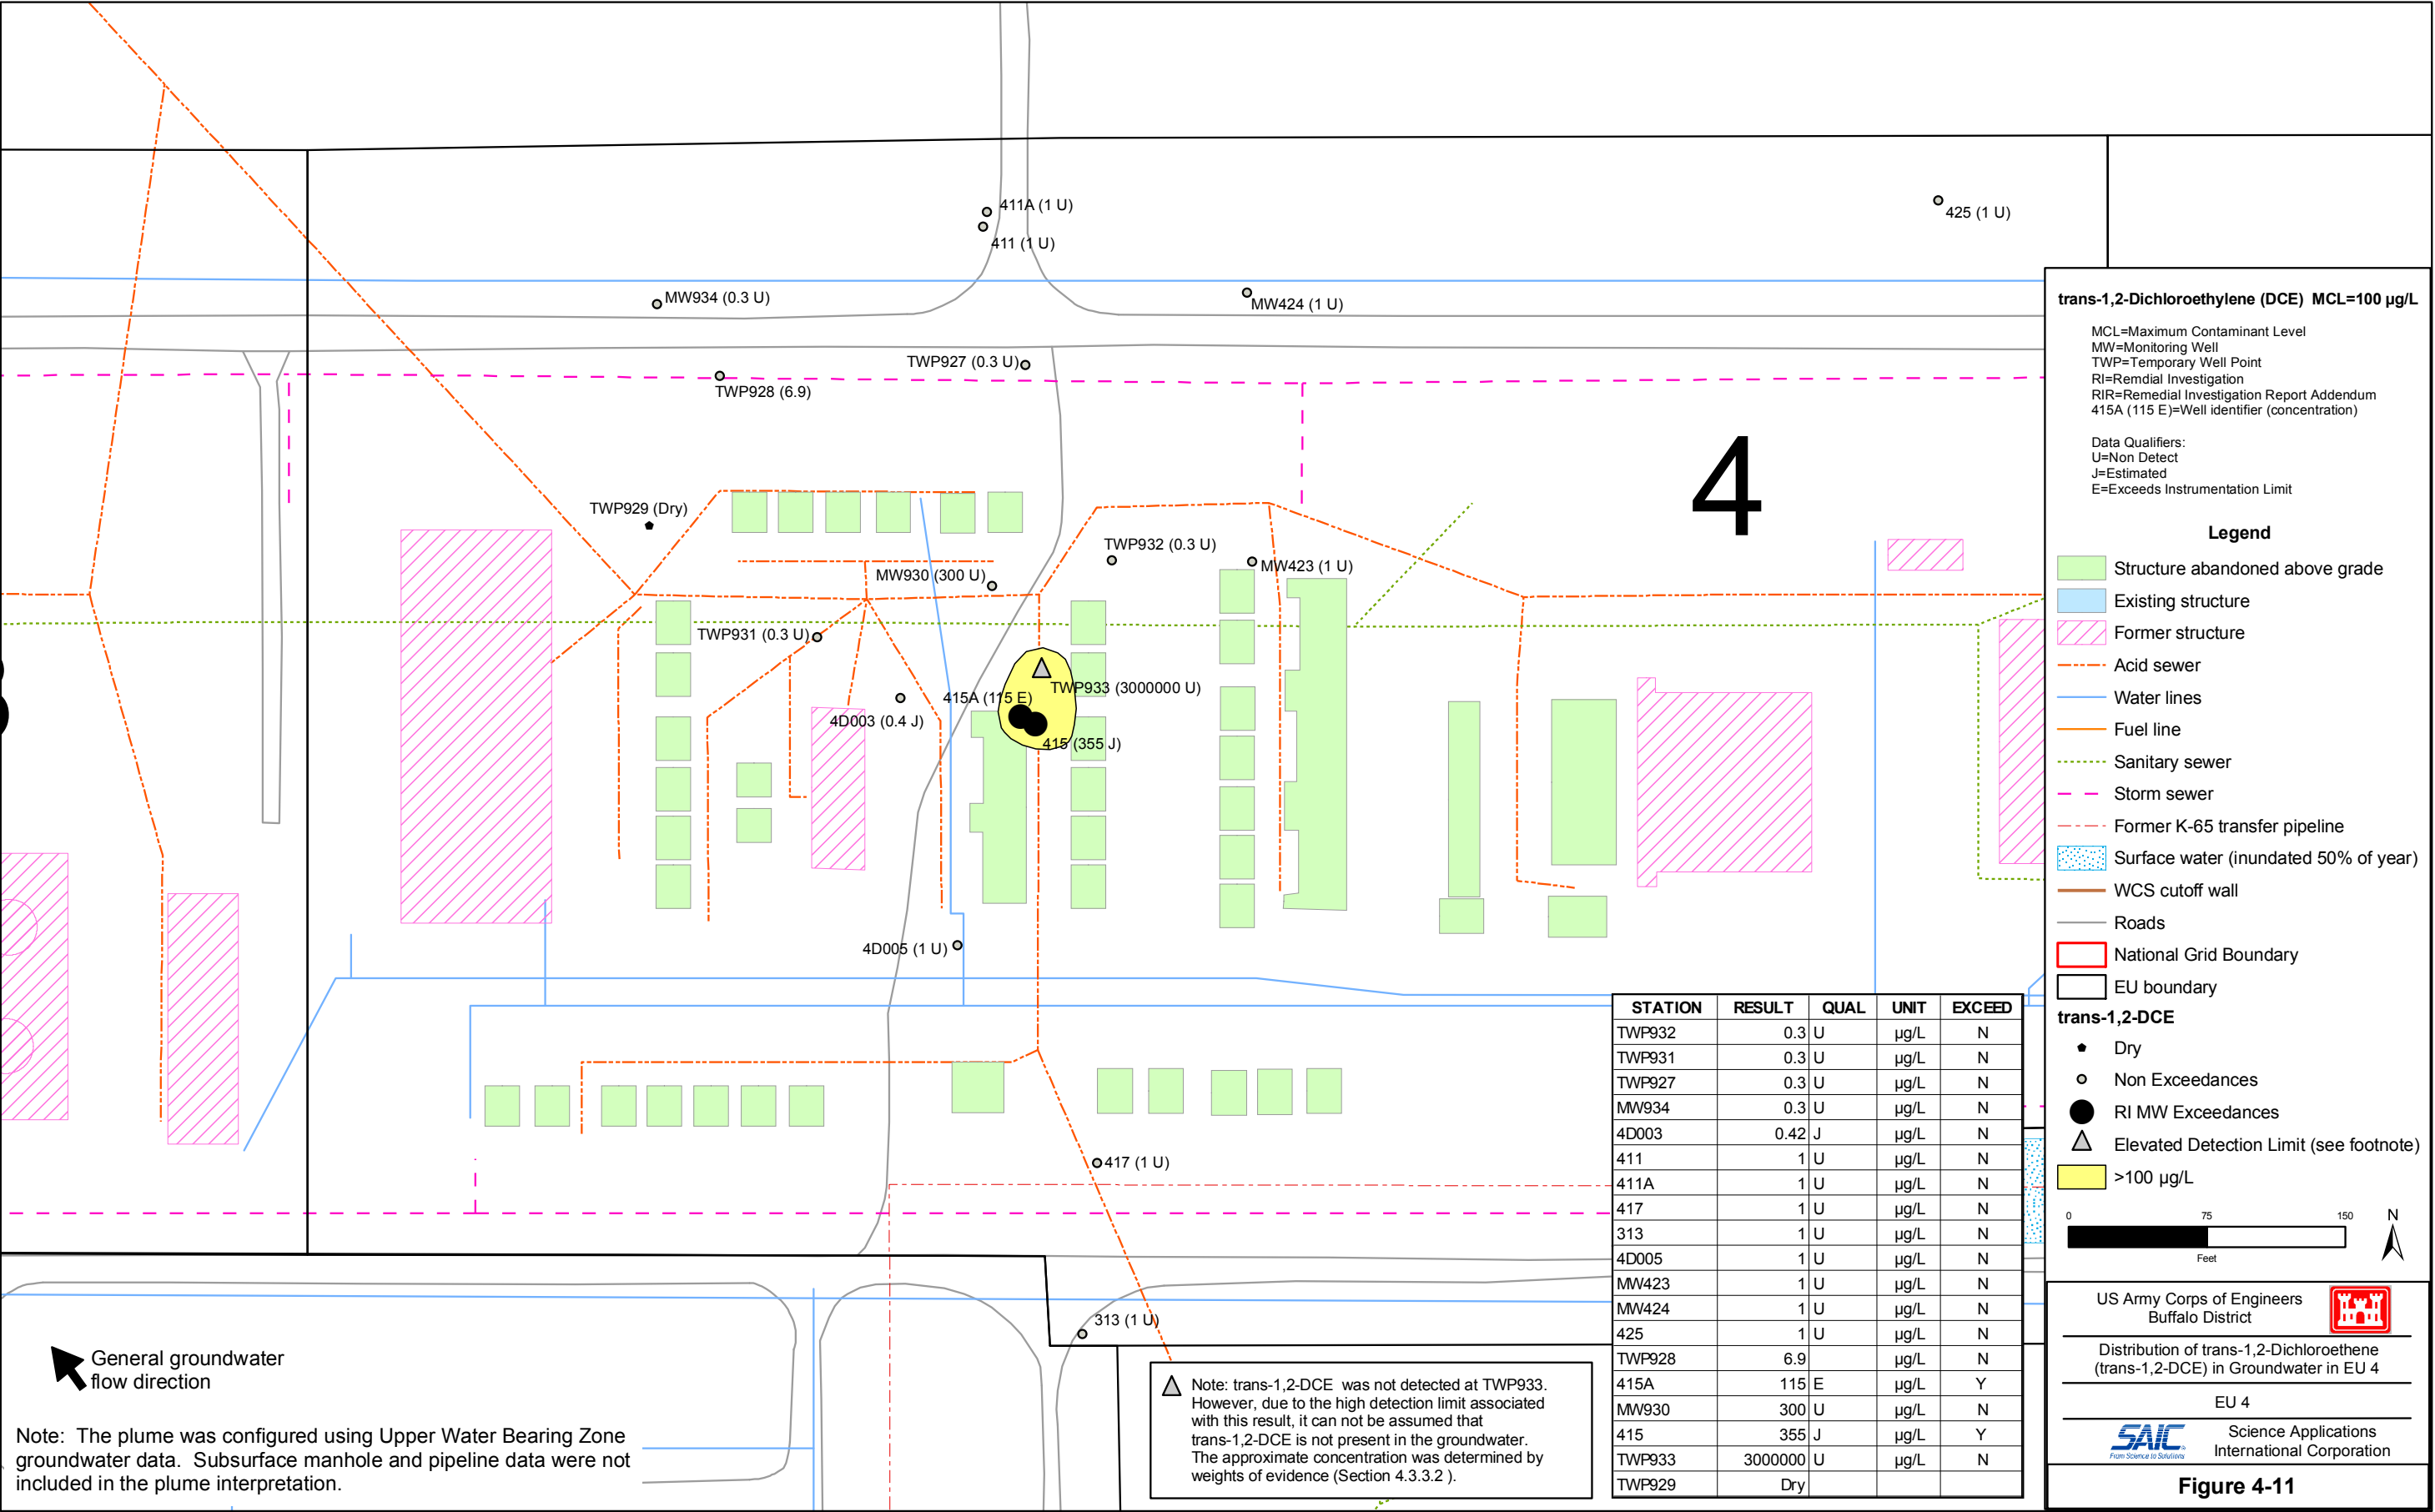 411A (1 U)
411 (1 U)
425 (1 U)
MW934 (0.3 U)
MW424 (1 U)
TWP927 (0.3 U)
TWP928 (6.9)
4
TWP929 (Dry)
TWP932 (0.3 U)
MW423 (1 U)
MW930 (300 U)
TWP931 (0.3 U)
TWP933 (3000000 U)
415A (115 E)
4D003 (0.4 J)
415 (355 J)
4D005 (1 U)
417 (1 U)
313 (1 U)
General groundwater
flow direction
Note: The plume was configured using Upper Water Bearing Zone
groundwater data. Subsurface manhole and pipeline data were not
included in the plume interpretation.
Note: trans-1,2-DCE was not detected at TWP933.
However, due to the high detection limit associated
with this result, it can not be assumed that
trans-1,2-DCE is not present in the groundwater.
The approximate concentration was determined by
weights of evidence (Section 4.3.3.2 ).
STATION RESULT QUAL UNIT EXCEED
TWP932 0.3 U µg/L N
TWP931 0.3 U µg/L N
TWP927 0.3 U µg/L N
MW934 0.3 U µg/L N
4D003 0.42 J µg/L N
411 1 U µg/L N
411A 1 U µg/L N
417 1 U µg/L N
313 1 U µg/L N
4D005 1 U µg/L N
MW423 1 U µg/L N
MW424 1 U µg/L N
425 1 U µg/L N
TWP928 6.9 µg/L N
415A 115 E µg/L Y
MW930 300 U µg/L N
415 355 J µg/L Y
TWP933 3000000 U µg/L N
TWP929 Dry
trans-1,2-Dichloroethylene (DCE) MCL=100 µg/L
MCL=Maximum Contaminant Level
MW=Monitoring Well
TWP=Temporary Well Point
RI=Remdial Investigation
RIR=Remedial Investigation Report Addendum
415A (115 E)=Well identifier (concentration)
Data Qualifiers:
U=Non Detect
J=Estimated
E=Exceeds Instrumentation Limit
Legend
Structure abandoned above grade
Existing structure
Former structure
Acid sewer
Water lines
Fuel line
Sanitary sewer
Storm sewer
Former K-65 transfer pipeline
Surface water (inundated 50% of year)
WCS cutoff wall
Roads
National Grid Boundary
EU boundary
trans-1,2-DCE
Dry
Non Exceedances
RI MW Exceedances
Elevated Detection Limit (see footnote)
>100 µg/L
0 75 150
Feet
N
US Army Corps of Engineers
Buffalo District
Distribution of trans-1,2-Dichloroethene
(trans-1,2-DCE) in Groundwater in EU 4
EU 4
SAIC
From Science to Solutions
Science Applications
International Corporation
Figure 4-11